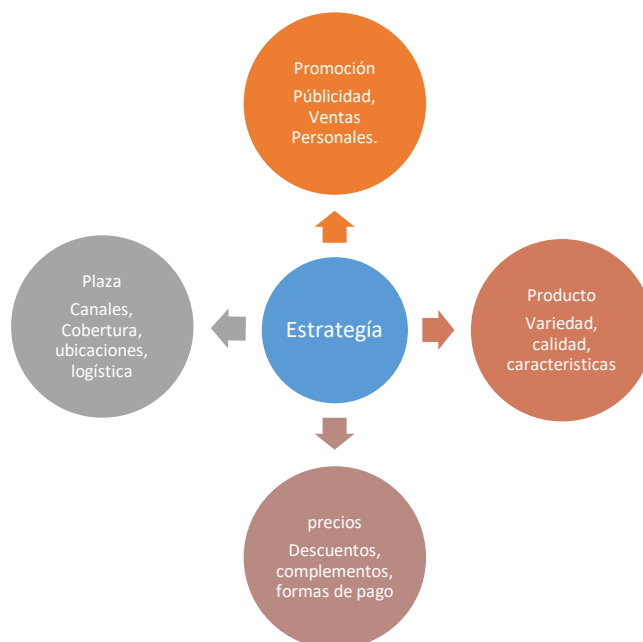 Promoción
Públicidad,
Ventas
Personales.
Plaza
Canales,
Cobertura,
ubicaciones,
logística
Estrategía
Producto
Variedad,
calidad,
caracteristicas
precios
Descuentos,
complementos,
formas de pago